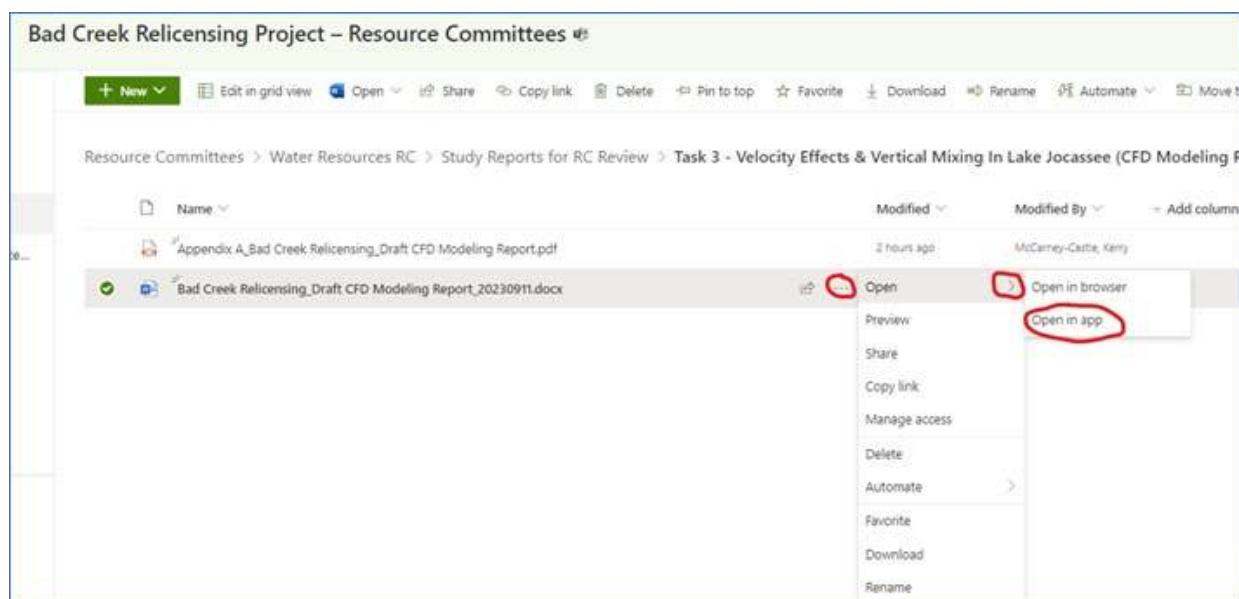 Bad Creek Relicensing Project – Resource Committees
+ New Edit in grid view Open Share Copy link Delete Pin to top Favorite Download Rename Automate Move t
Resource Committees > Water Resources RC > Study Reports for RC Review > Task 3 - Velocity Effects & Vertical Mixing In Lake Jocassee (CFD Modeling R
Name Modified Modified By + Add column
Appendix A_Bad Creek Relicensing_Draft CFD Modeling Report.pdf 2 hours ago McCarney-Castle, Kerry
Bad Creek Relicensing_Draft CFD Modeling Report_20230911.docx ... Open > Open in browser
Preview Open in app
Share
Copy link
Manage access
Delete
Automate >
Favorite
Download
Rename